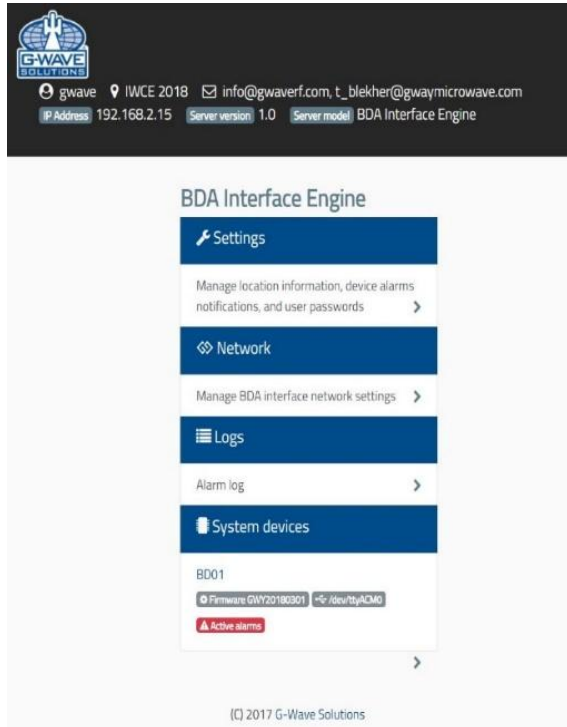 G-WAVE
SOLUTIONS
gwave IWCE 2018 info@gwaverf.com, t_blekher@gwaymicrowave.com
IP Address 192.168.2.15 Server version 1.0 Server model BDA Interface Engine
BDA Interface Engine
Settings
Manage location information, device alarms
notifications, and user passwords
Network
Manage BDA interface network settings
Logs
Alarm log
System devices
BD01
Firmware GWY20180301 /dev/ttyACM0
Active alarms
(C) 2017 G-Wave Solutions